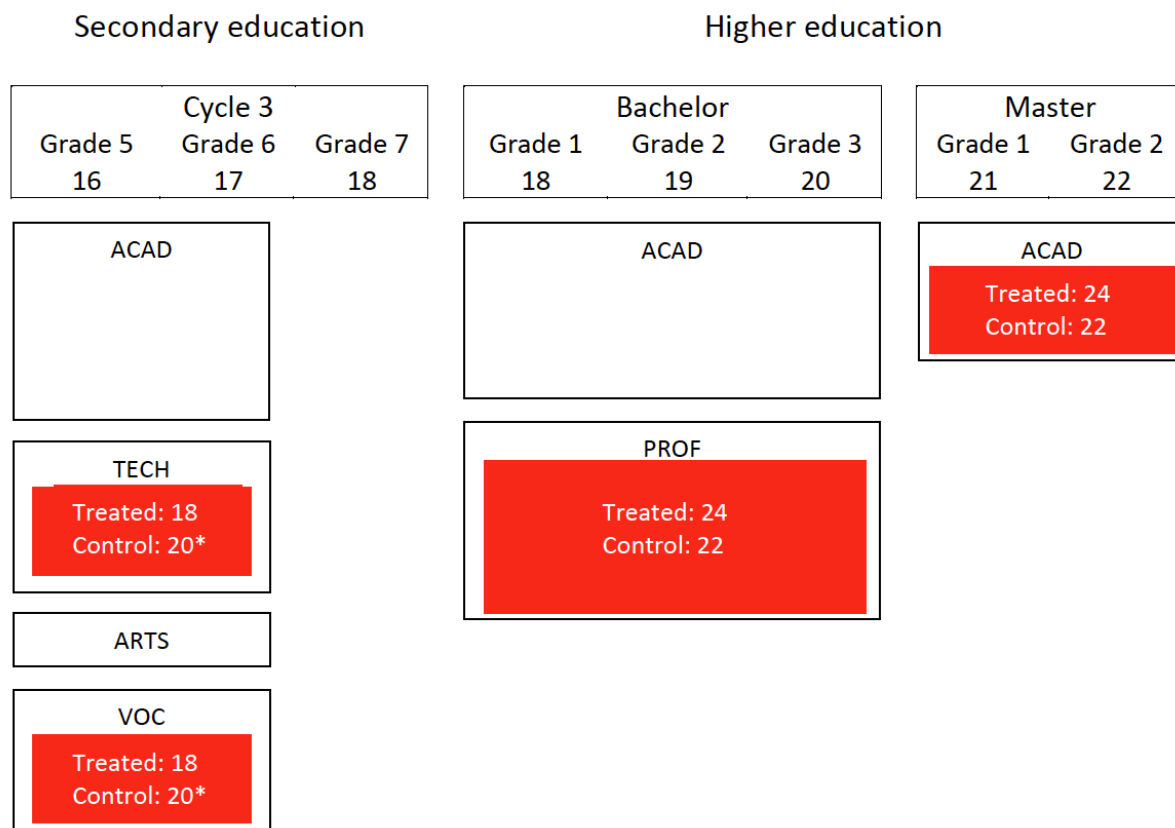 Secondary education
Higher education
Cycle 3
Grade 5 Grade 6 Grade 7
16 17 18
Bachelor
Grade 1 Grade 2 Grade 3
18 19 20
Master
Grade 1 Grade 2
21 22
ACAD
TECH
Treated: 18
Control: 20*
ARTS
VOC
Treated: 18
Control: 20*
ACAD
PROF
Treated: 24
Control: 22
ACAD
Treated: 24
Control: 22